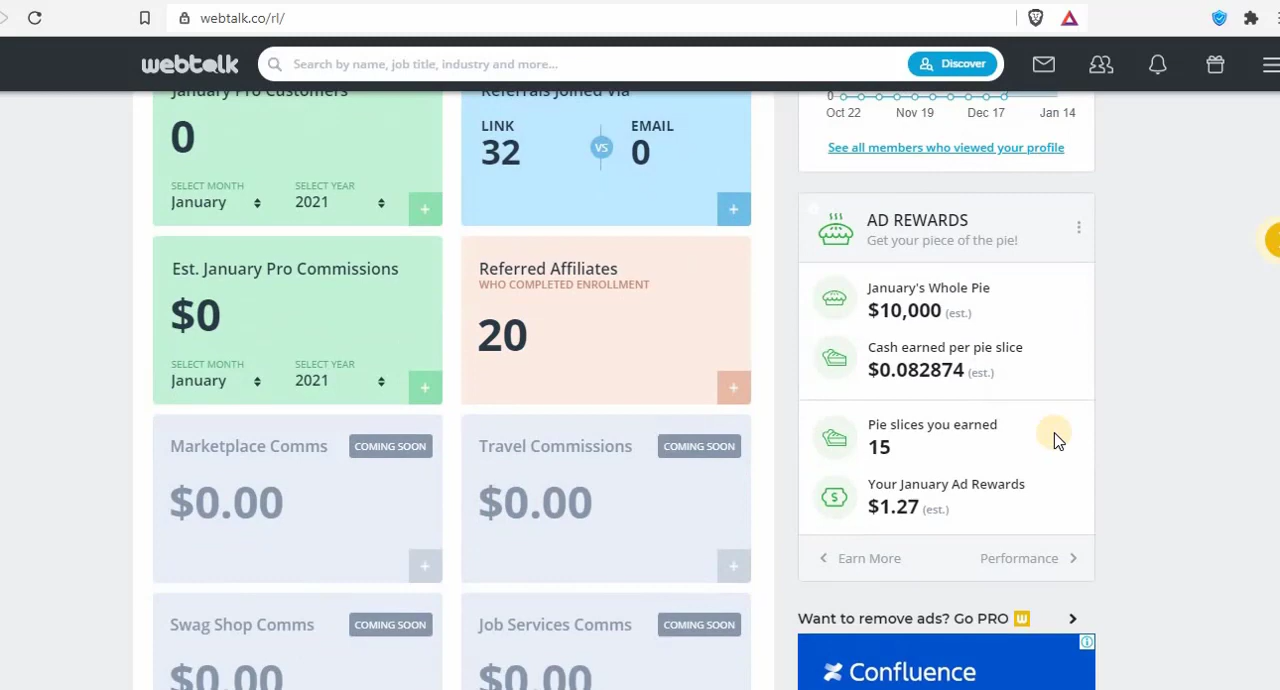 webtalk.co/rl/
webtalk
Search by name, job title, industry and more...
Discover
January Pro Customers
0
SELECT MONTH
SELECT YEAR
January
2021
+
Referrals Joined Via
LINK
32
VS
EMAIL
0
+
Est. January Pro Commissions
$0
SELECT MONTH
SELECT YEAR
January
2021
+
Referred Affiliates
WHO COMPLETED ENROLLMENT
20
+
Marketplace Comms
COMING SOON
$0.00
+
Travel Commissions
COMING SOON
$0.00
+
Swag Shop Comms
COMING SOON
$0.00
Job Services Comms
COMING SOON
$0.00
0
Oct 22 Nov 19 Dec 17 Jan 14
See all members who viewed your profile
AD REWARDS
Get your piece of the pie!
January's Whole Pie
$10,000 (est.)
Cash earned per pie slice
$0.082874 (est.)
Pie slices you earned
15
Your January Ad Rewards
$1.27 (est.)
Earn More
Performance
Want to remove ads? Go PRO W
Confluence